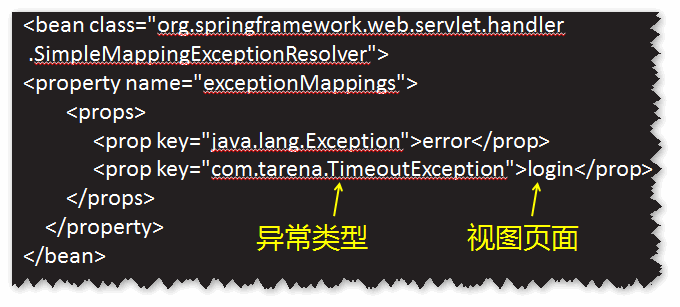 <bean class="org.springframework.web.servlet.handler
.SimpleMappingExceptionResolver">
<property name="exceptionMappings">
<props>
<prop key="java.lang.Exception">error</prop>
<prop key="com.tarena.TimeoutException">login</prop>
</props>
</property>
异常类型 视图页面
</bean>